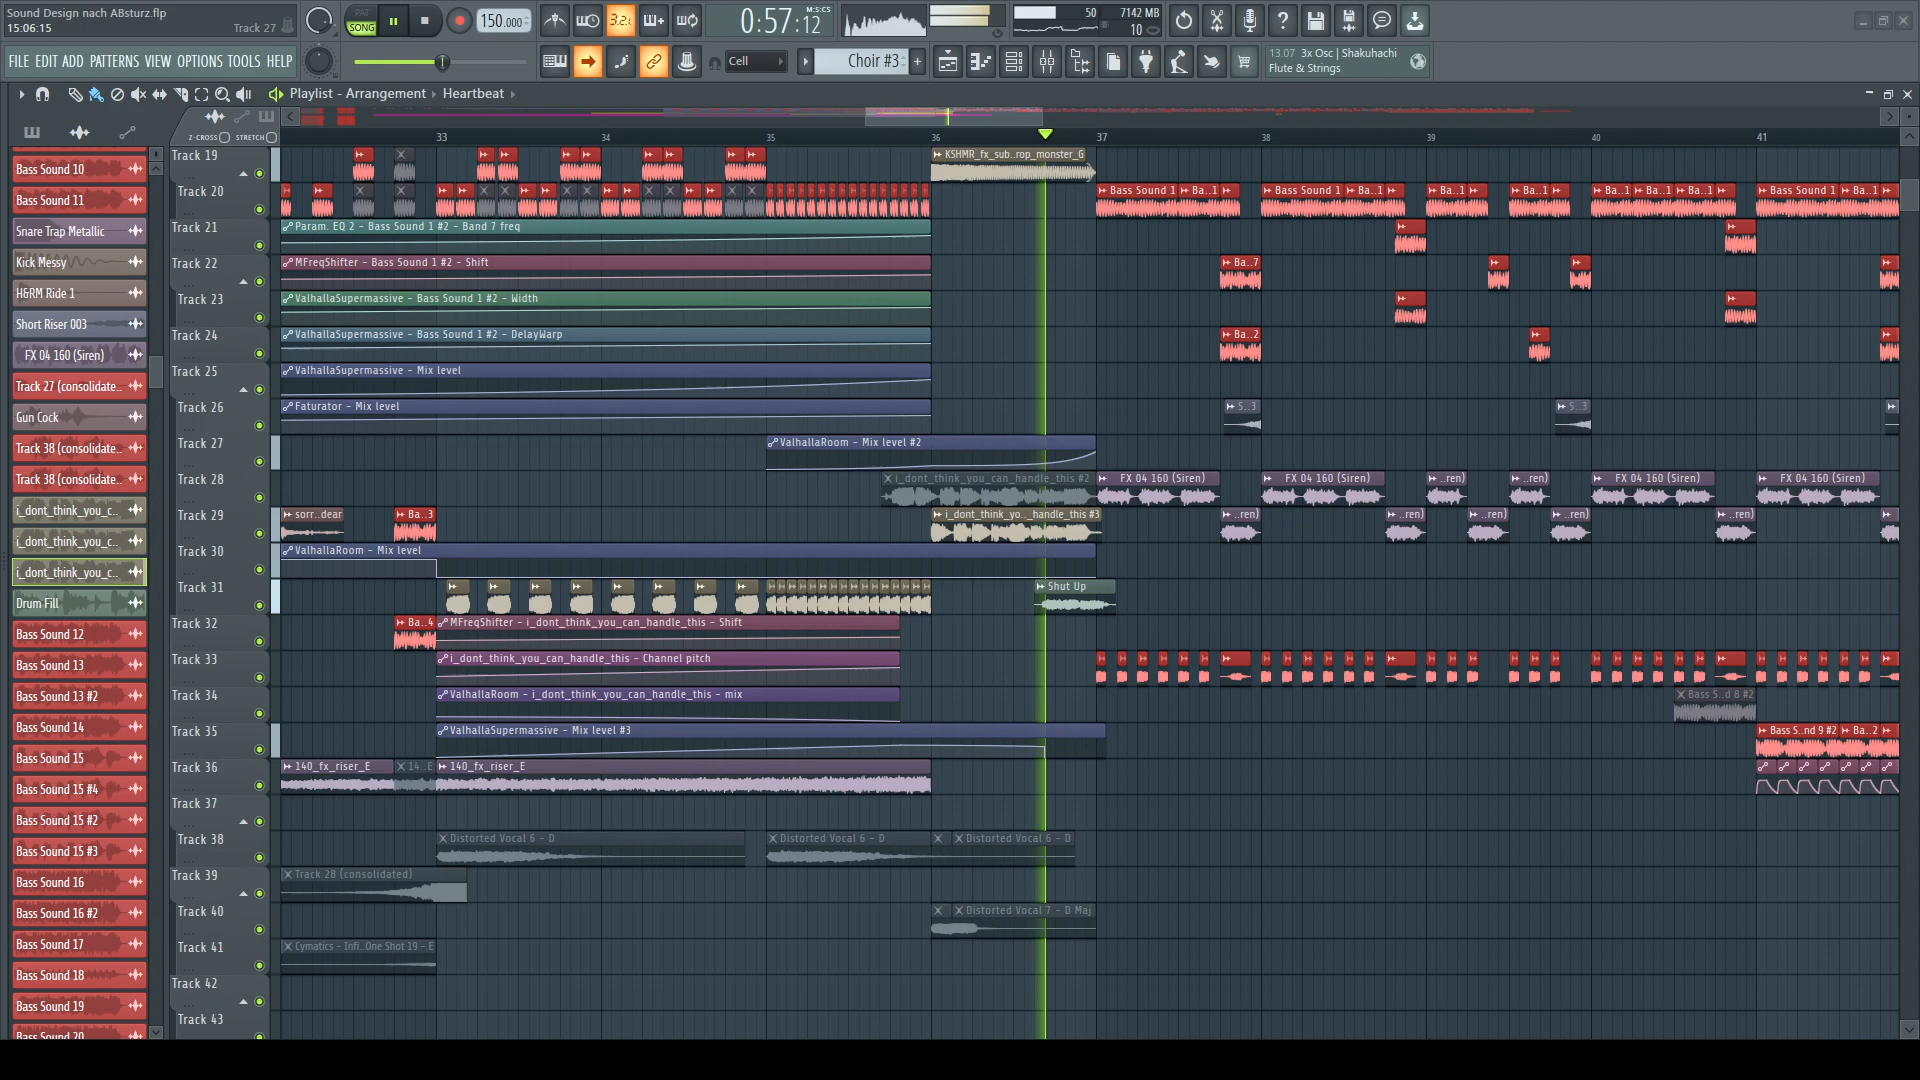 Sound Design nach ABsturz.flp
15:06:15
Track 27
PAT
SONG
150.000
3.2.
0:57:12
M:S:CS
50
7142 MB
10
FILE EDIT ADD PATTERNS VIEW OPTIONS TOOLS HELP
Cell
Choir #3
13.07 3x Osc | Shakuhachi
Flute & Strings
Playlist - Arrangement
Heartbeat
Z-CROSS
STRETCH
33
34
35
36
37
38
39
40
41
Bass Sound 10
Bass Sound 11
Snare Trap Metallic
Kick Messy
H&RM Ride 1
Short Riser 003
FX 04 160 (Siren)
Track 27 (consolidate..
Gun Cock
Track 38 (consolidate..
Track 38 (consolidate..
i_dont_think_you_c..
i_dont_think_you_c..
i_dont_think_you_c..
Drum Fill
Bass Sound 12
Bass Sound 13
Bass Sound 13 #2
Bass Sound 14
Bass Sound 15
Bass Sound 15 #4
Bass Sound 15 #2
Bass Sound 15 #3
Bass Sound 16
Bass Sound 16 #2
Bass Sound 17
Bass Sound 18
Bass Sound 19
Bass Sound 20
Track 19
KSHMR_fx_sub..rop_monster_G
Track 20
Bass Sound 1 Ba..1 Bass Sound 1 Ba..1 Ba..1 Ba..1 Ba..1 Ba..1 Ba..1 Bass Sound 1 Ba..1
Track 21
Param. EQ 2 - Bass Sound 1 #2 - Band 7 freq
Track 22
MFreqShifter - Bass Sound 1 #2 - Shift
Ba..7
Track 23
ValhallaSupermassive - Bass Sound 1 #2 - Width
Track 24
ValhallaSupermassive - Bass Sound 1 #2 - DelayWarp
Ba..2
Track 25
ValhallaSupermassive - Mix level
Track 26
Faturator - Mix level
S..3
S..3
Track 27
ValhallaRoom - Mix level #2
Track 28
i_dont_think_you_can_handle_this #2
FX 04 160 (Siren)
FX 04 160 (Siren)
..ren)
..ren)
FX 04 160 (Siren)
FX 04 160 (Siren)
Track 29
sorr..dear
Ba..3
i_dont_think_yo.._handle_this #3
..ren)
..ren)
..ren)
..ren)
..ren)
Track 30
ValhallaRoom - Mix level
Track 31
Shut Up
Track 32
Ba..4
MFreqShifter - i_dont_think_you_can_handle_this - Shift
Track 33
i_dont_think_you_can_handle_this - Channel pitch
Track 34
ValhallaRoom - i_dont_think_you_can_handle_this - mix
Bass S..d 8 #2
Track 35
ValhallaSupermassive - Mix level #3
Bass S..nd 9 #2
Ba..2
Track 36
140_fx_riser_E
14..E
140_fx_riser_E
Track 37
Track 38
Distorted Vocal 6 - D
Distorted Vocal 6 - D
Distorted Vocal 6 - D
Track 39
Track 28 (consolidated)
Track 40
Distorted Vocal 7 - D Maj
Track 41
Cymatics - Infi..One Shot 19 - E
Track 42
Track 43